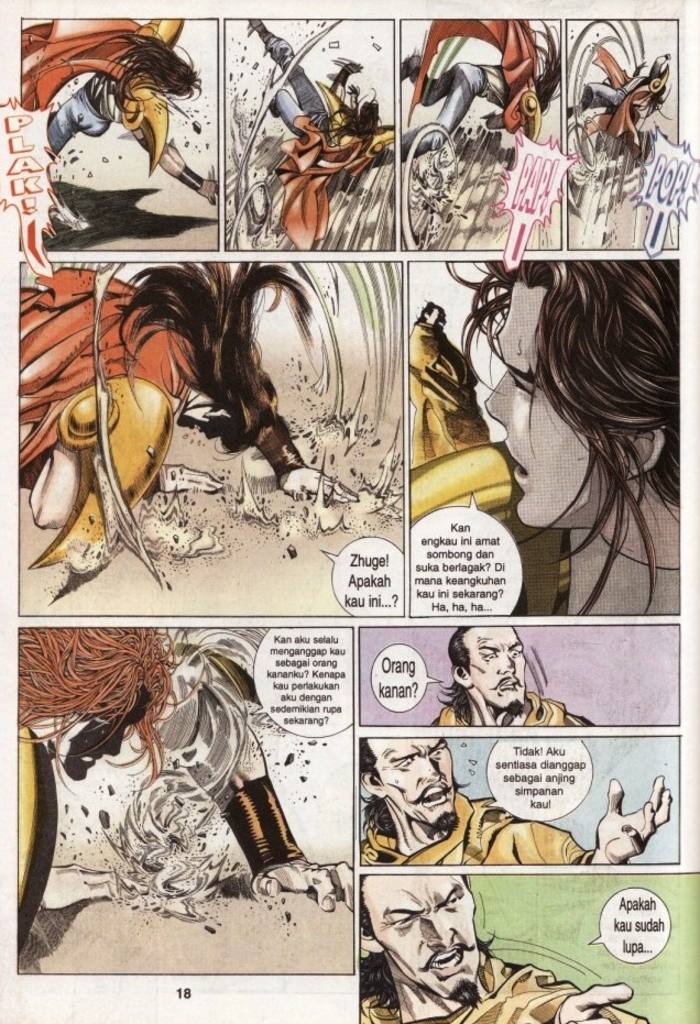 PLAK!
PAP!
POP!
Zhuge!
Apakah
kau ini...?
Kan
engkau ini amat
sombong dan
suka berlagak? Di
mana keangkuhan
kau ini sekarang?
Ha, ha, ha...
Kan aku selalu
menganggap kau
sebagai orang
kananku? Kenapa
kau perlakukan
aku dengan
sedemikian rupa
sekarang?
Orang
kanan?
Tidak! Aku
sentiasa dianggap
sebagai anjing
simpanan
kau!
Apakah
kau sudah
lupa...
18